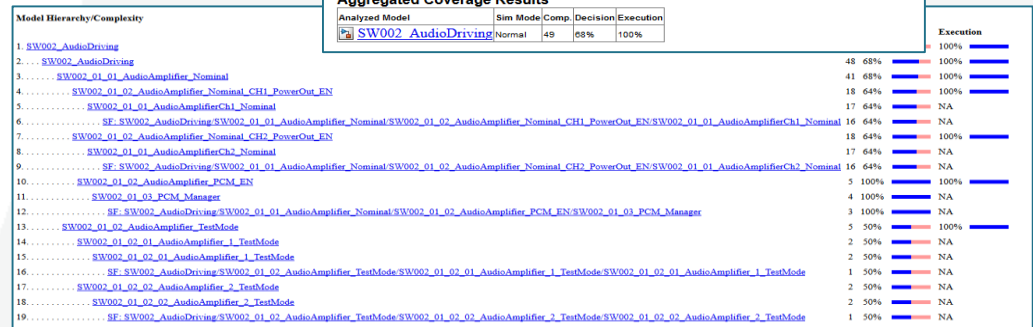 Aggregated Coverage Results
Analyzed Model Sim Mode Comp. Decision Execution
SW002_AudioDriving Normal 49 68% 100%
Model Hierarchy/Complexity
Execution
1. SW002_AudioDriving 100%
2. . . . SW002_AudioDriving 48 68% 100%
3. . . . . . . SW002_01_01_AudioAmplifier_Nominal 41 68% 100%
4. . . . . . . . . . SW002_01_02_AudioAmplifier_Nominal_CH1_PowerOut_EN 18 64% 100%
5. . . . . . . . . . . . . SW002_01_01_AudioAmplifierCh1_Nominal 17 64% NA
6. . . . . . . . . . . . . . . . SF: SW002_AudioDriving/SW002_01_01_AudioAmplifier_Nominal/SW002_01_02_AudioAmplifier_Nominal_CH1_PowerOut_EN/SW002_01_01_AudioAmplifierCh1_Nominal 16 64% NA
7. . . . . . . . . . SW002_01_02_AudioAmplifier_Nominal_CH2_PowerOut_EN 18 64% 100%
8. . . . . . . . . . . . . SW002_01_01_AudioAmplifierCh2_Nominal 17 64% NA
9. . . . . . . . . . . . . . . . SF: SW002_AudioDriving/SW002_01_01_AudioAmplifier_Nominal/SW002_01_02_AudioAmplifier_Nominal_CH2_PowerOut_EN/SW002_01_01_AudioAmplifierCh2_Nominal 16 64% NA
10. . . . . . . . . . SW002_01_02_AudioAmplifier_PCM_EN 5 100% 100%
11. . . . . . . . . . . . . SW002_01_03_PCM_Manager 4 100% NA
12. . . . . . . . . . . . . . . . SF: SW002_AudioDriving/SW002_01_01_AudioAmplifier_Nominal/SW002_01_02_AudioAmplifier_PCM_EN/SW002_01_03_PCM_Manager 3 100% NA
13. . . . . . . SW002_01_02_AudioAmplifier_TestMode 5 50% 100%
14. . . . . . . . . . SW002_01_02_01_AudioAmplifier_1_TestMode 2 50% NA
15. . . . . . . . . . . . . SW002_01_02_01_AudioAmplifier_1_TestMode 2 50% NA
16. . . . . . . . . . . . . . . . SF: SW002_AudioDriving/SW002_01_02_AudioAmplifier_TestMode/SW002_01_02_01_AudioAmplifier_1_TestMode/SW002_01_02_01_AudioAmplifier_1_TestMode 1 50% NA
17. . . . . . . . . . SW002_01_02_02_AudioAmplifier_2_TestMode 2 50% NA
18. . . . . . . . . . . . . SW002_01_02_02_AudioAmplifier_2_TestMode 2 50% NA
19. . . . . . . . . . . . . . . . SF: SW002_AudioDriving/SW002_01_02_AudioAmplifier_TestMode/SW002_01_02_02_AudioAmplifier_2_TestMode/SW002_01_02_02_AudioAmplifier_2_TestMode 1 50% NA